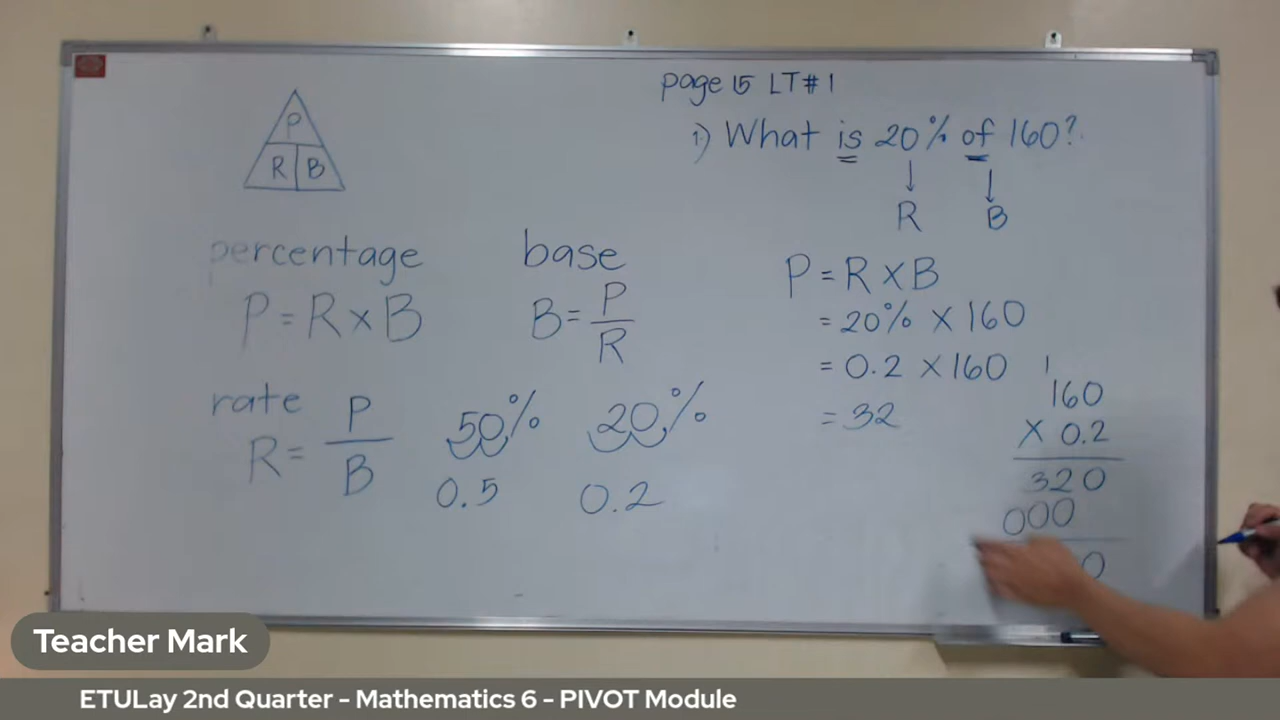 P
R B
percentage
P = R × B
base
B = P
R
rate
R = P
B
50%
0.5
20%
0.2
page 15 LT# 1
1.) What is 20% of 160?
R B
P = R × B
= 20% × 160
= 0.2 × 160
= 32
1
160
× 0.2
320
000
0
Teacher Mark
ETULay 2nd Quarter - Mathematics 6 - PIVOT Module